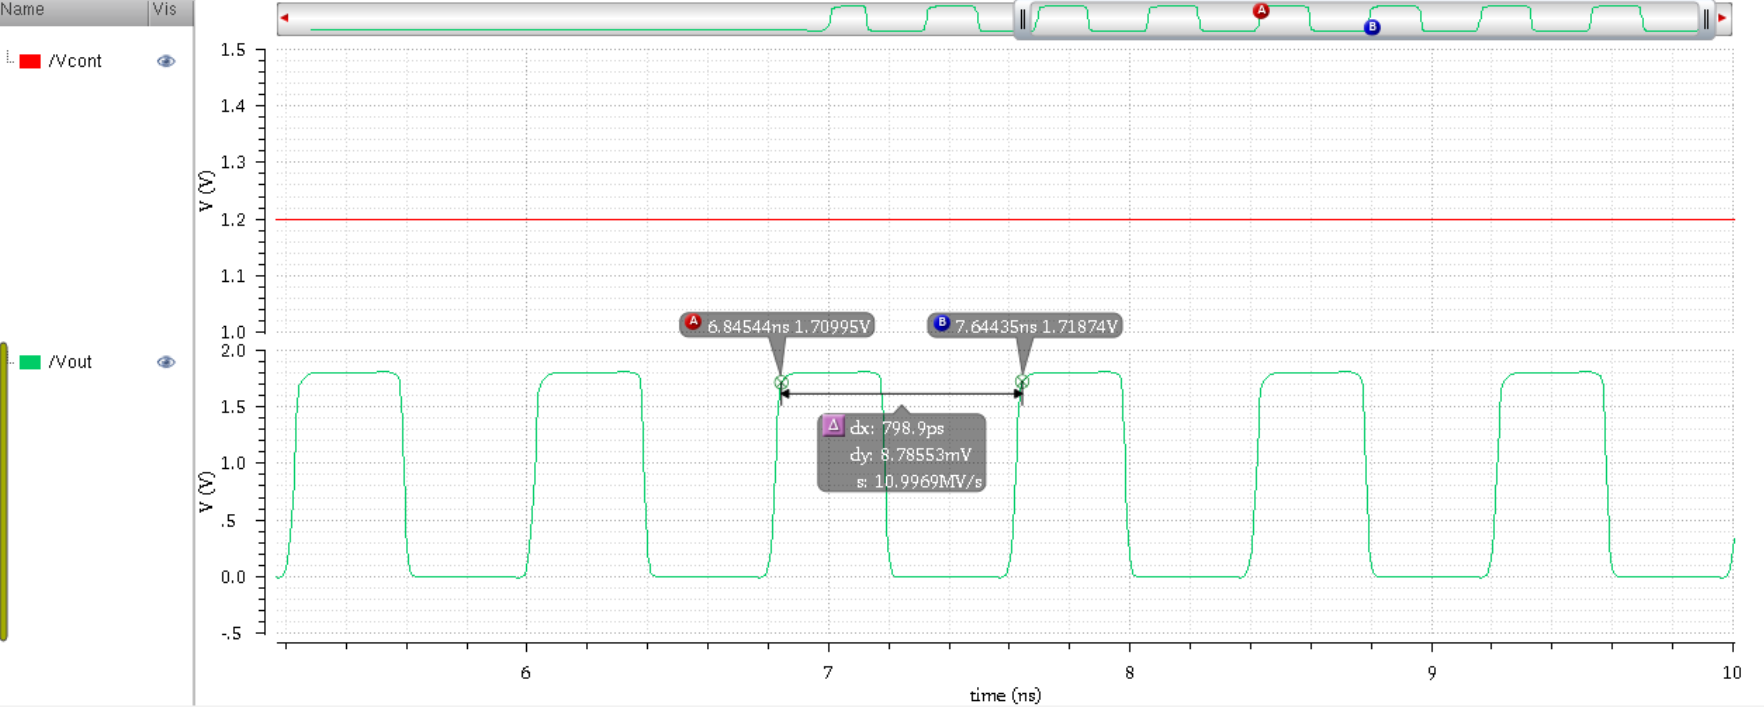 Name Vis
/Vcont
/Vout
A
B
1.5
1.4
1.3
1.2
1.1
1.0
V (V)
A 6.84544ns 1.70995V
B 7.64435ns 1.71874V
2.0
1.5
1.0
.5
0.0
-.5
V (V)
Δ dx: 798.9ps
dy: 8.78553mV
s: 10.9969MV/s
6 7 8 9 10
time (ns)